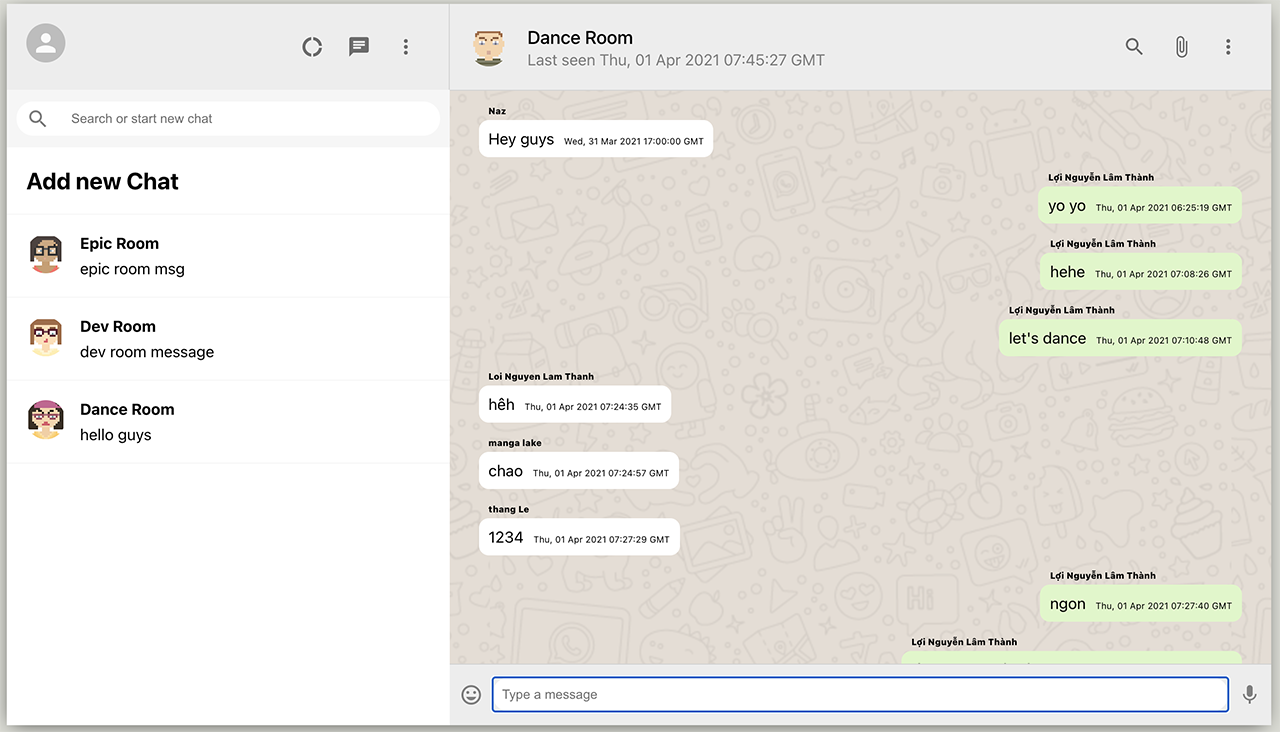 Dance Room
Last seen Thu, 01 Apr 2021 07:45:27 GMT
Search or start new chat
Add new Chat
Epic Room
epic room msg
Dev Room
dev room message
Dance Room
hello guys
Naz
Hey guys Wed, 31 Mar 2021 17:00:00 GMT
Lợi Nguyễn Lâm Thành
yo yo Thu, 01 Apr 2021 06:25:19 GMT
Lợi Nguyễn Lâm Thành
hehe Thu, 01 Apr 2021 07:08:26 GMT
Lợi Nguyễn Lâm Thành
let's dance Thu, 01 Apr 2021 07:10:48 GMT
Loi Nguyen Lam Thanh
hêh Thu, 01 Apr 2021 07:24:35 GMT
manga lake
chao Thu, 01 Apr 2021 07:24:57 GMT
thang Le
1234 Thu, 01 Apr 2021 07:27:29 GMT
Lợi Nguyễn Lâm Thành
ngon Thu, 01 Apr 2021 07:27:40 GMT
Hi
Lợi Nguyễn Lâm Thành
Type a message